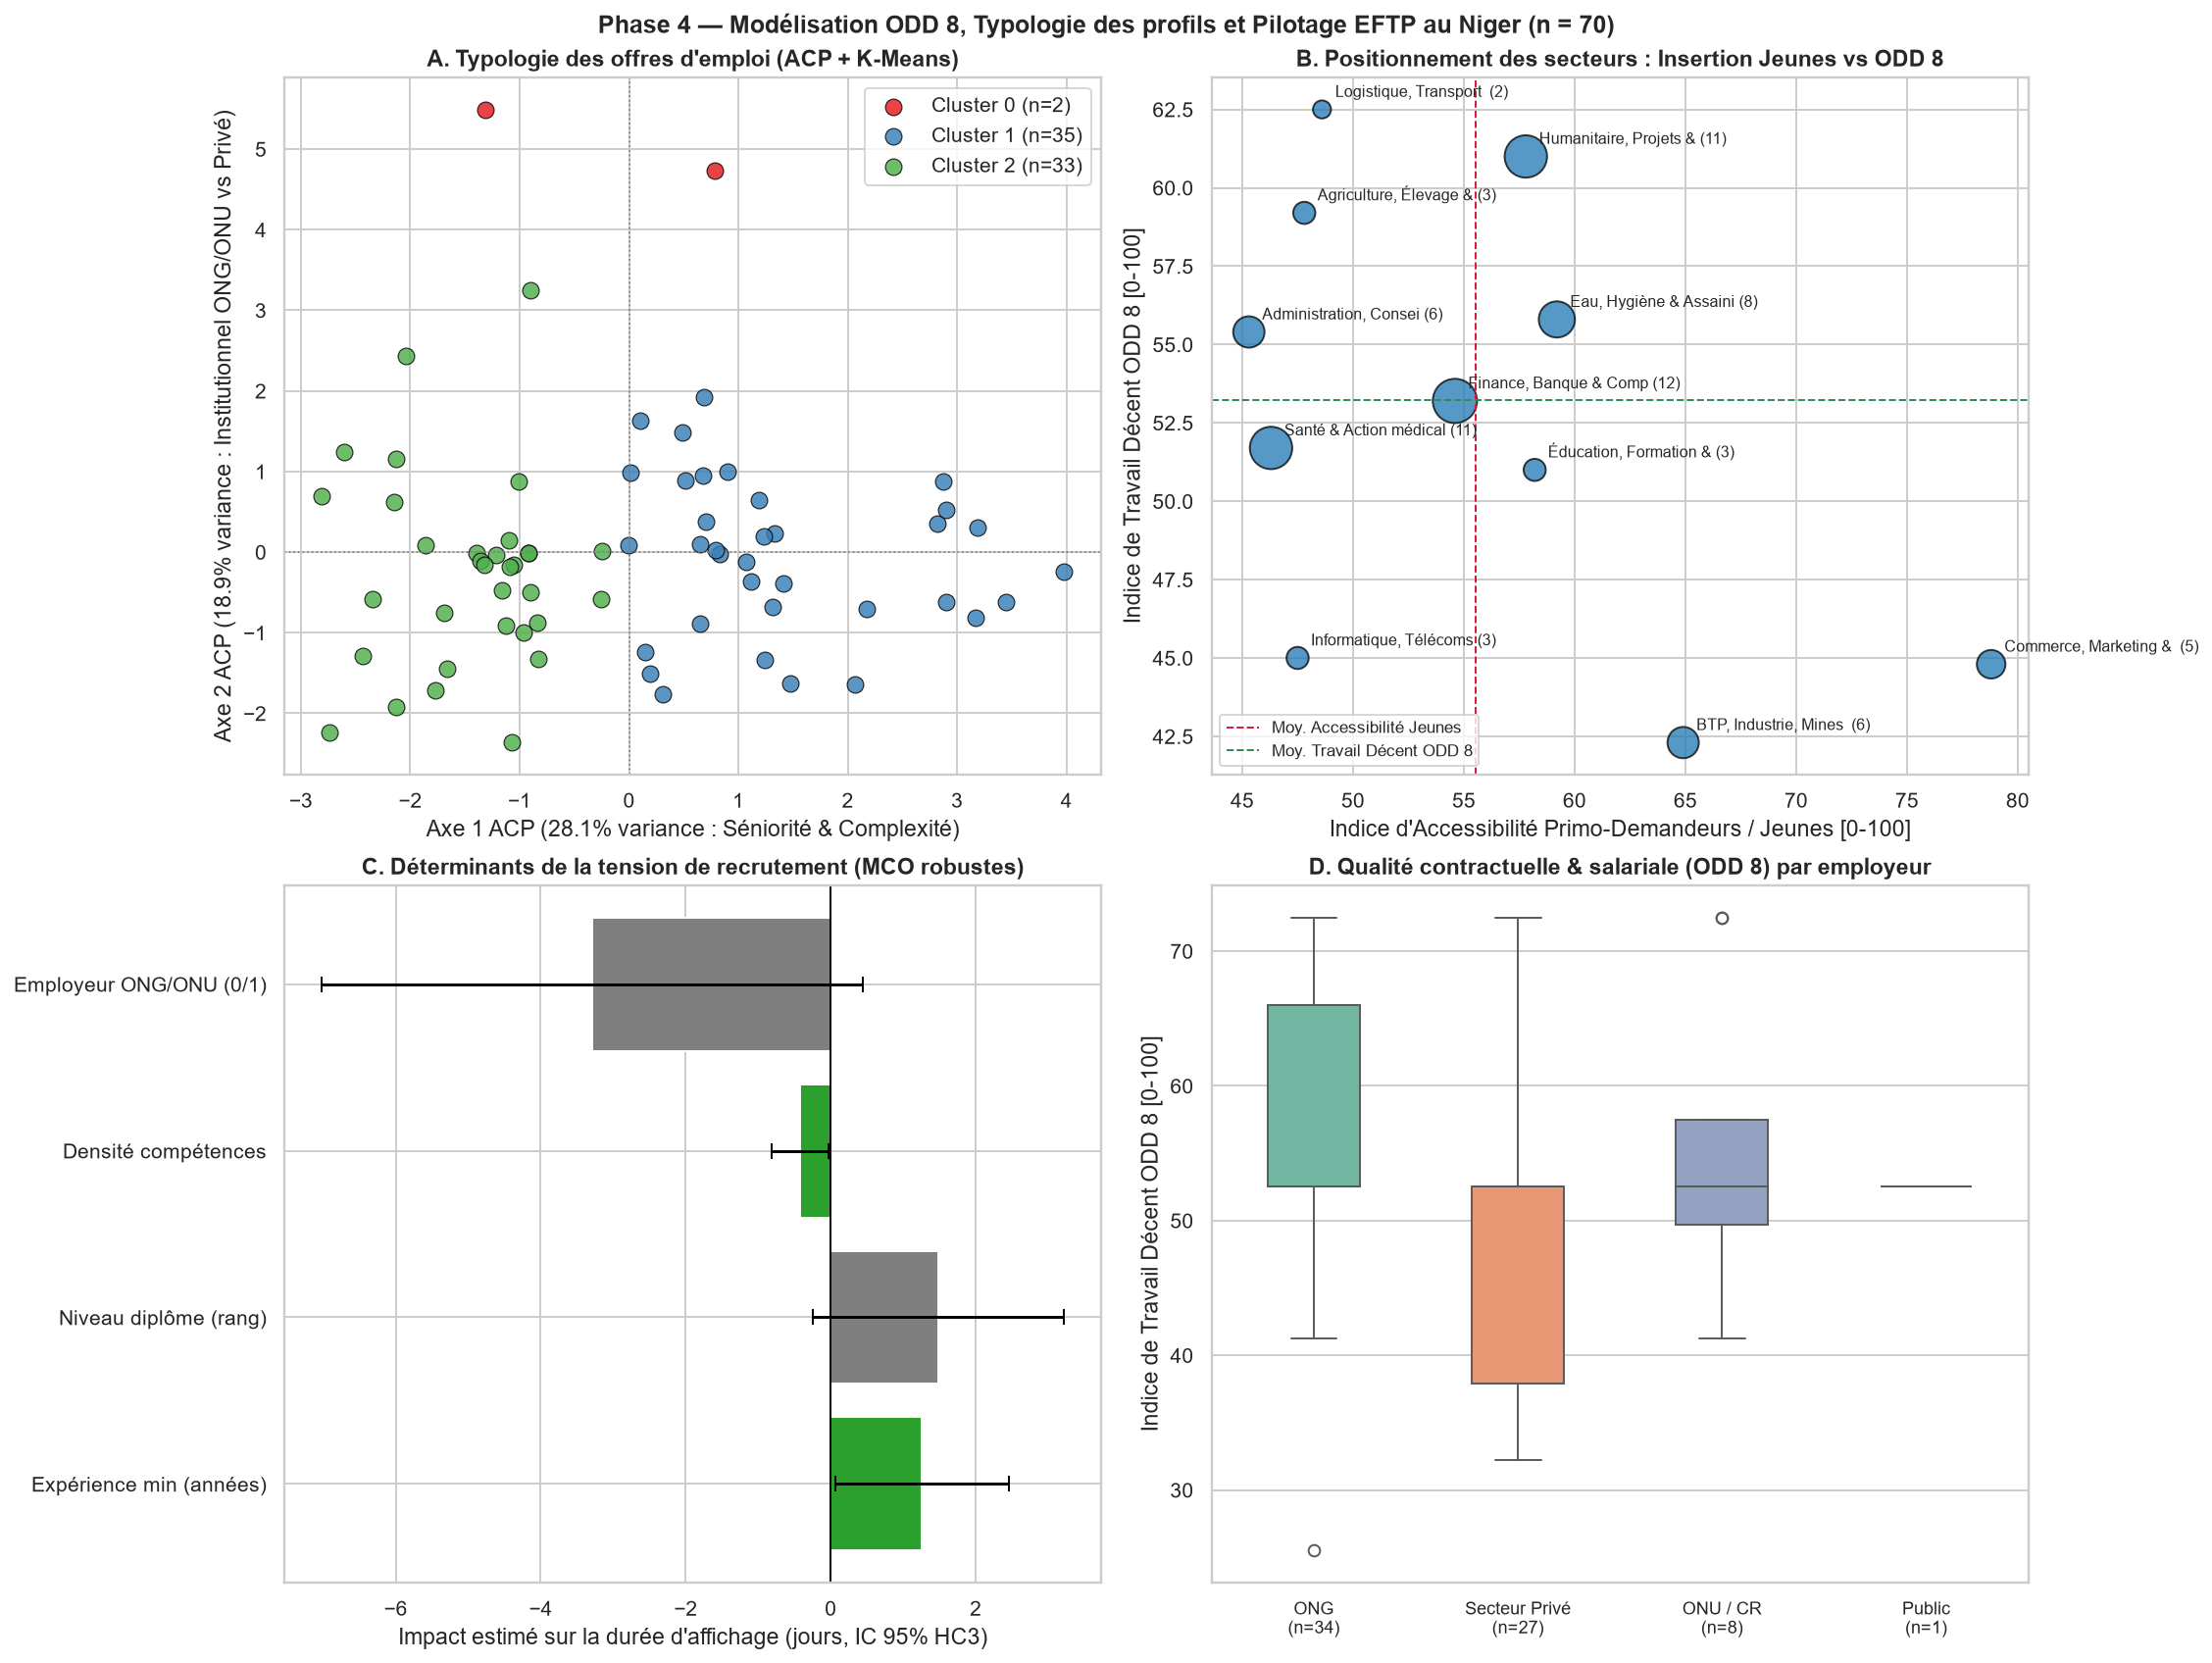 Phase 4 — Modélisation ODD 8, Typologie des profils et Pilotage EFTP au Niger (n = 70)
A. Typologie des offres d'emploi (ACP + K-Means)
Axe 2 ACP (18.9% variance : Institutionnel ONG/ONU vs Privé)
Cluster 0 (n=2)
Cluster 1 (n=35)
Cluster 2 (n=33)
5
4
3
2
1
0
−1
−2
−3
−2
−1
0
1
2
3
4
Axe 1 ACP (28.1% variance : Séniorité & Complexité)
B. Positionnement des secteurs : Insertion Jeunes vs ODD 8
Indice de Travail Décent ODD 8 [0-100]
62.5
60.0
57.5
55.0
52.5
50.0
47.5
45.0
42.5
Logistique, Transport  (2)
Humanitaire, Projets & (11)
Agriculture, Élevage & (3)
Eau, Hygiène & Assaini (8)
Administration, Consei (6)
Finance, Banque & Comp (12)
Santé & Action médical (11)
Éducation, Formation & (3)
Informatique, Télécoms (3)
Commerce, Marketing &  (5)
BTP, Industrie, Mines  (6)
Moy. Accessibilité Jeunes
Moy. Travail Décent ODD 8
45
50
55
60
65
70
75
80
Indice d'Accessibilité Primo-Demandeurs / Jeunes [0-100]
C. Déterminants de la tension de recrutement (MCO robustes)
Employeur ONG/ONU (0/1)
Densité compétences
Niveau diplôme (rang)
Expérience min (années)
−6
−4
−2
0
2
Impact estimé sur la durée d'affichage (jours, IC 95% HC3)
D. Qualité contractuelle & salariale (ODD 8) par employeur
Indice de Travail Décent ODD 8 [0-100]
70
60
50
40
30
ONG
(n=34)
Secteur Privé
(n=27)
ONU / CR
(n=8)
Public
(n=1)